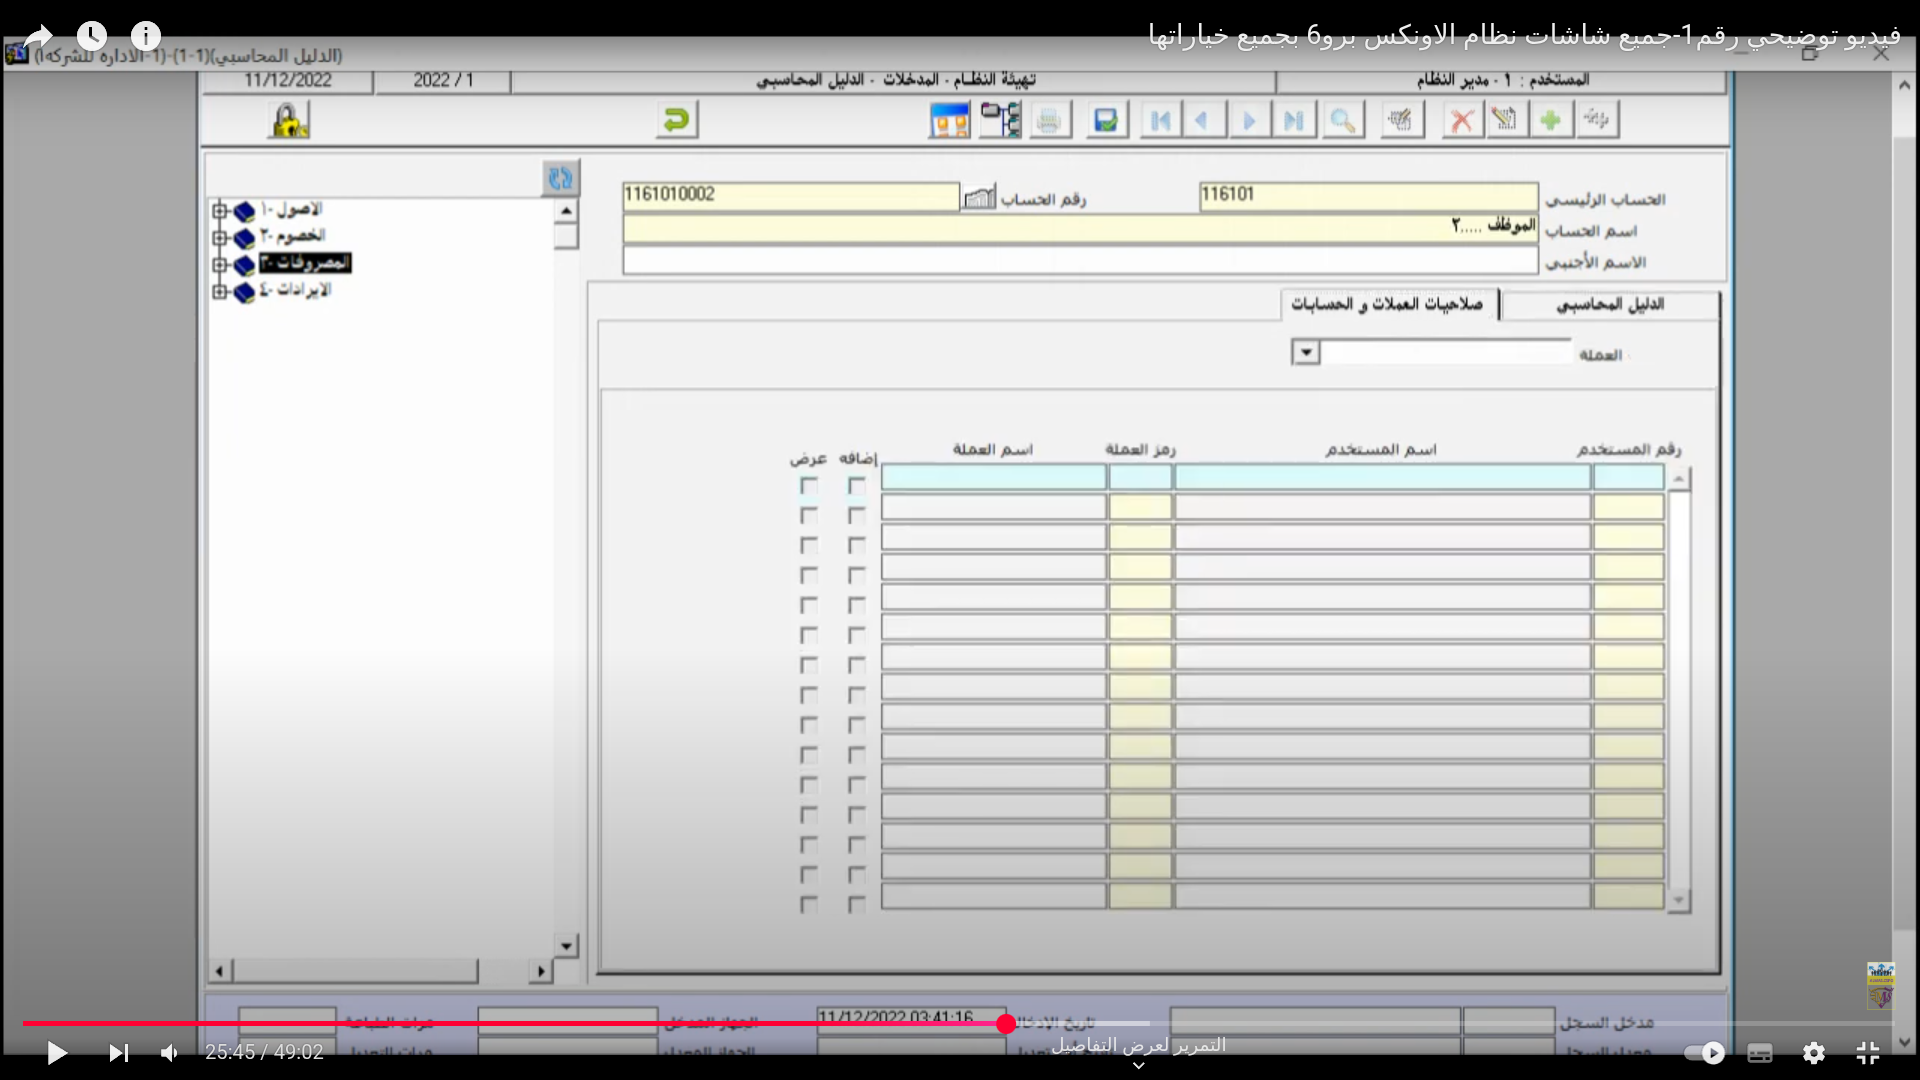 فيديو توضيحي رقم1-جميع شاشات نظام الاونكس برو6 بجميع خياراتها
(الدليل المحاسبي)(1-1)-(1-الادارة للشركة)
المستخدم : ١ - مدير النظام
تهيئة النظـام - المدخلات - الدليل المحاسبي
2022 / 1
11/12/2022
الحساب الرئيسي
116101
رقم الحساب
1161010002
اسم الحساب
الموظف .....٢
الاسم الأجنبي
الدليل المحاسبي
صلاحيات العملات و الحسابات
العملة
رقم المستخدم
اسم المستخدم
رمز العملة
اسم العملة
إضافه
عرض
١- الاصول
٢- الخصوم
٣- المصروفات
٤- الايرادات
مدخل السجل
تاريخ الإدخال
11/12/2022 03:41:16
الجهاز المدخل
مرات الطباعة
معدل السجل
الجهاز المعدل
مرات التعديل
25:45 / 49:02
التمرير لعرض التفاصيل